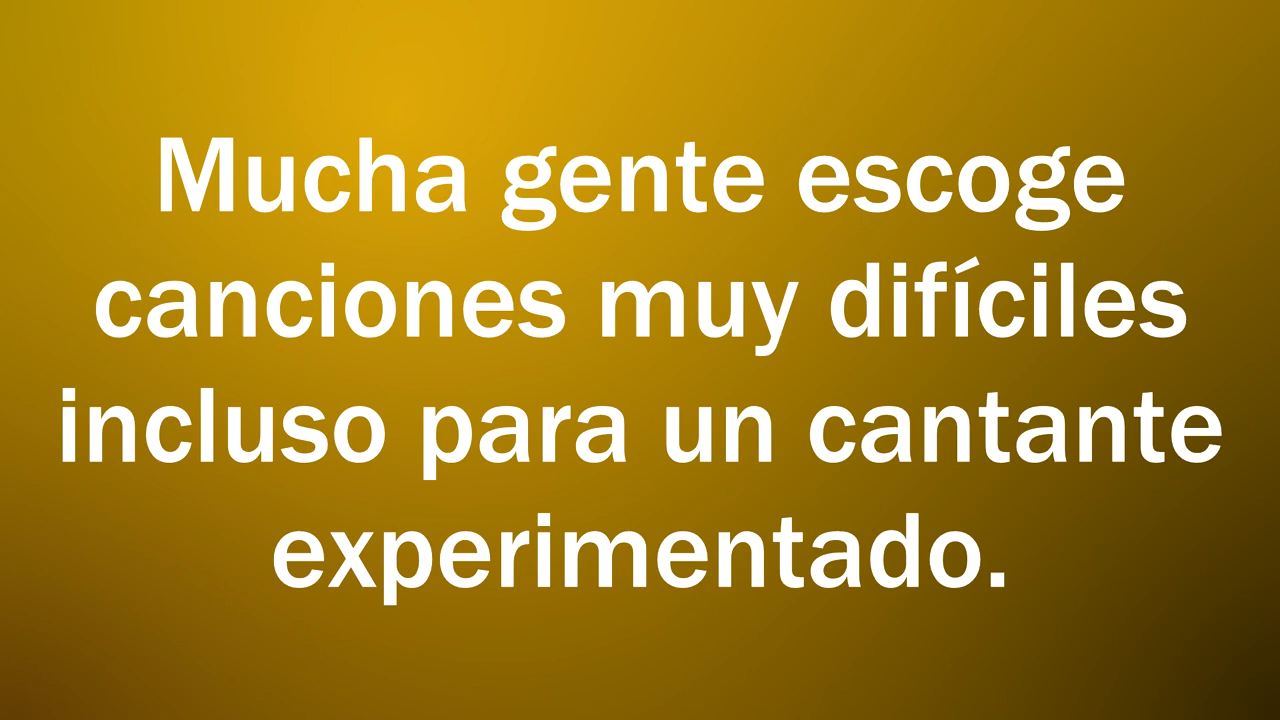 Mucha gente escoge
canciones muy difíciles
incluso para un cantante
experimentado.